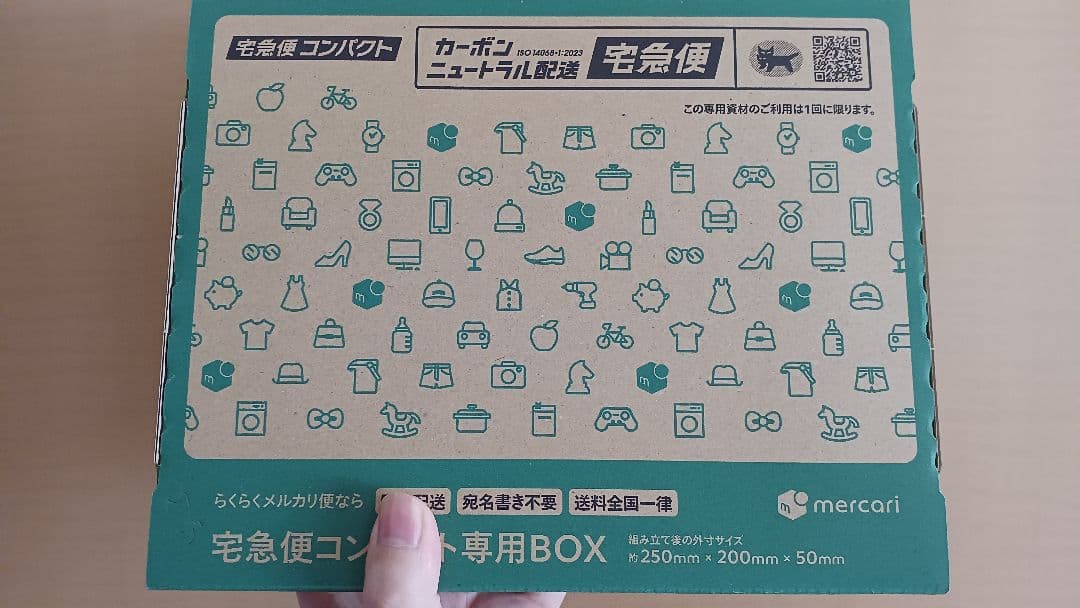 宅急便コンパクト
カーボン ISO 14068-1:2023
ニュートラル配送 宅急便
この専用資材のご利用は1回に限ります。
らくらくメルカリ便なら 配送 宛名書き不要 送料全国一律
mercari
宅急便コン ト専用BOX
組み立て後の外寸サイズ
約250mm×200mm×50mm